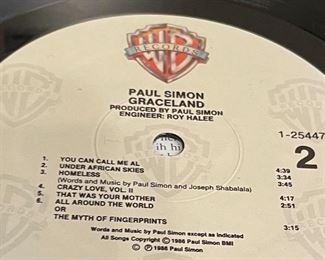 WB
RECORDS
PAUL SIMON
GRACELAND
PRODUCED BY PAUL SIMON
ENGINEER: ROY HALEE
1-25447
2
1. YOU CAN CALL ME AL 4:39
2. UNDER AFRICAN SKIES 3:34
3. HOMELESS 3:45
(Words and Music by Paul Simon and Joseph Shabalala)
4. CRAZY LOVE, VOL. II 4:17
5. THAT WAS YOUR MOTHER 2:51
6. ALL AROUND THE WORLD
OR
THE MYTH OF FINGERPRINTS 3:15
Words and Music by Paul Simon except as indicated
All Songs Copyright © 1986 Paul Simon BMI
© ℗ 1986 Paul Simon